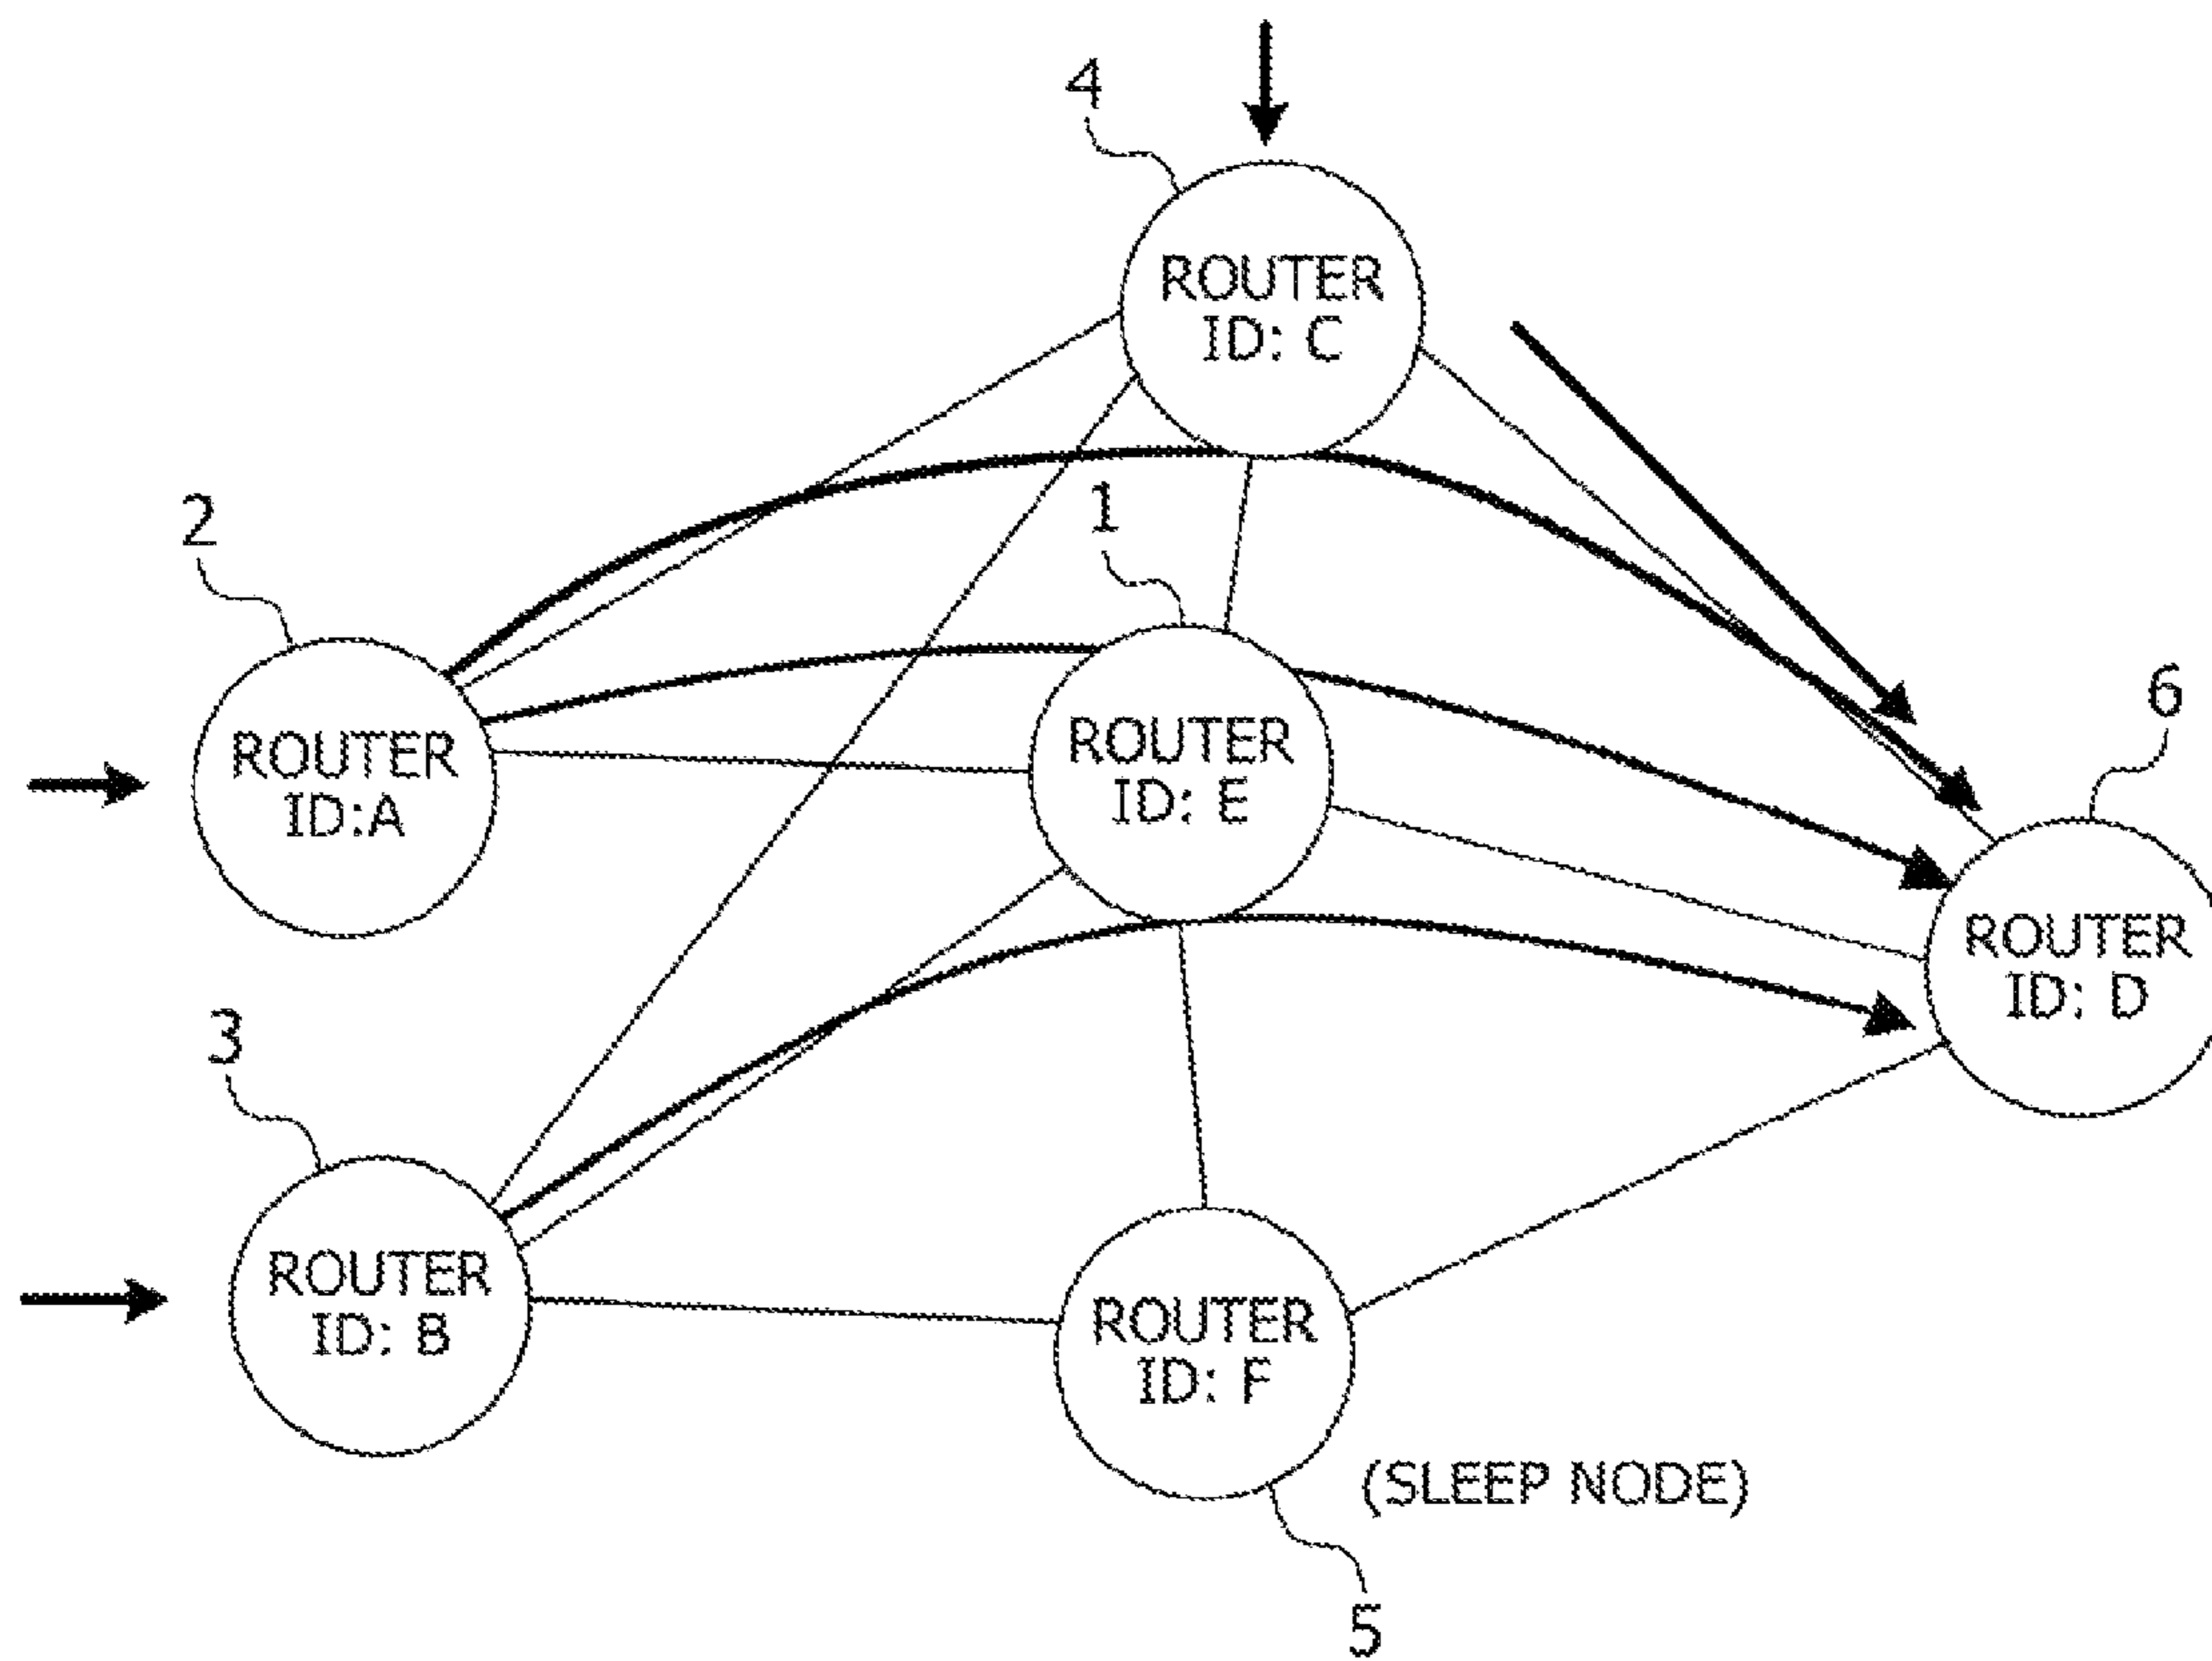 4
ROUTER
ID: C
1
2
ROUTER
ID:A
ROUTER
ID: E
6
ROUTER
ID: D
3
ROUTER
ID: B
ROUTER
ID: F
(SLEEP NODE)
5